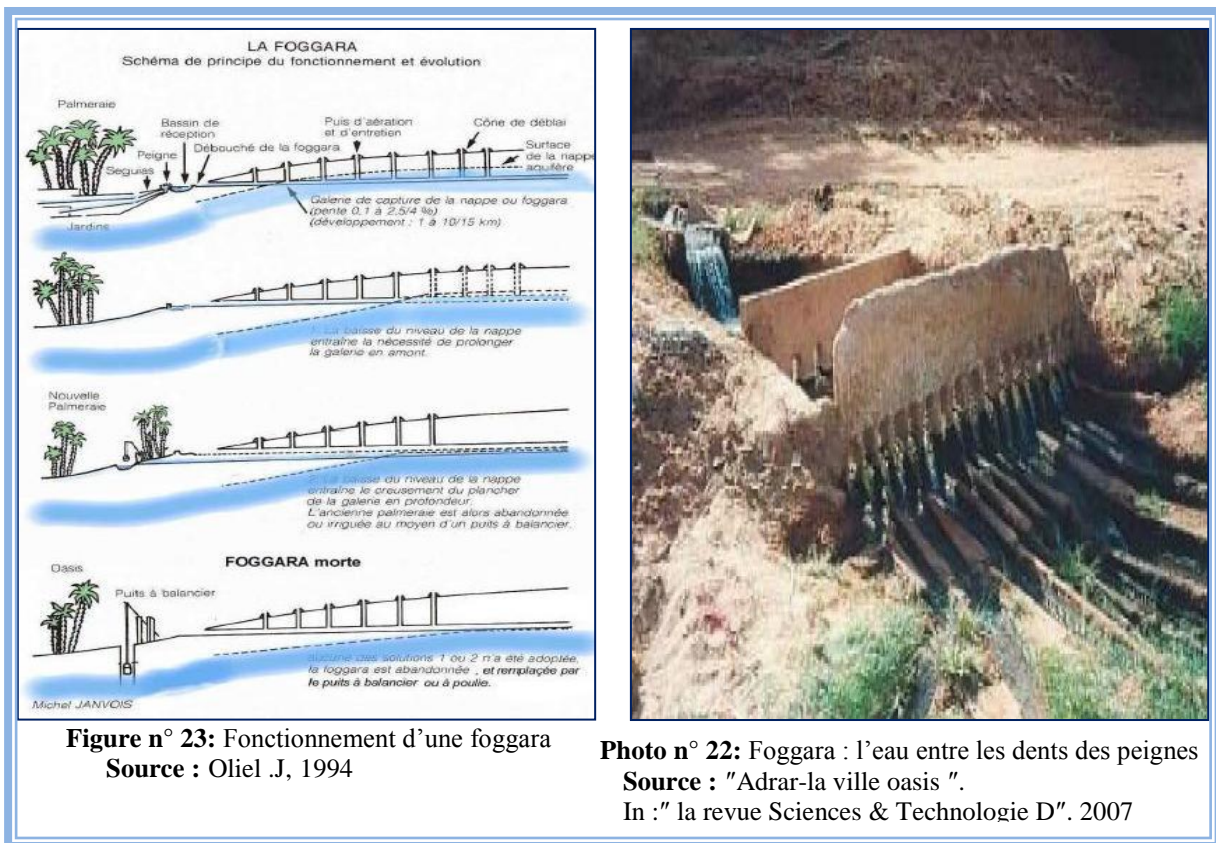 LA FOGGARA
Schéma de principe du fonctionnement et évolution
Palmeraie
Bassin de
réception
Peigne
Seguias
Débouché de la foggara
Puis d'aération
et d'entretien
Cône de déblai
Surface
de la nappe
aquifère
Galerie de capture de la nappe ou foggara
(pente 0,1 à 2,5/4 %)
(développement : 1 à 10/15 km)
Jardins
baisse du niveau de la nappe
entraîne la nécessité de prolonger
la galerie en amont.
Nouvelle
Palmeraie
baisse du niveau de la nappe
entraîne le creusement du plancher
de la galerie en profondeur.
L'ancienne palmeraie est alors abandonnée
ou irriguée au moyen d'un puits à balancier.
FOGGARA morte
Oasis
Puits à balancier
aucune des solutions 1 ou 2 n'a été adoptée,
la foggara est abandonnée , et remplaçée par
le puits à balancier ou à poulie.
Michel JANVOIS
Figure n° 23: Fonctionnement d'une foggara
Source : Oliel .J, 1994
Photo n° 22: Foggara : l'eau entre les dents des peignes
Source : "Adrar-la ville oasis ".
In :" la revue Sciences & Technologie D". 2007